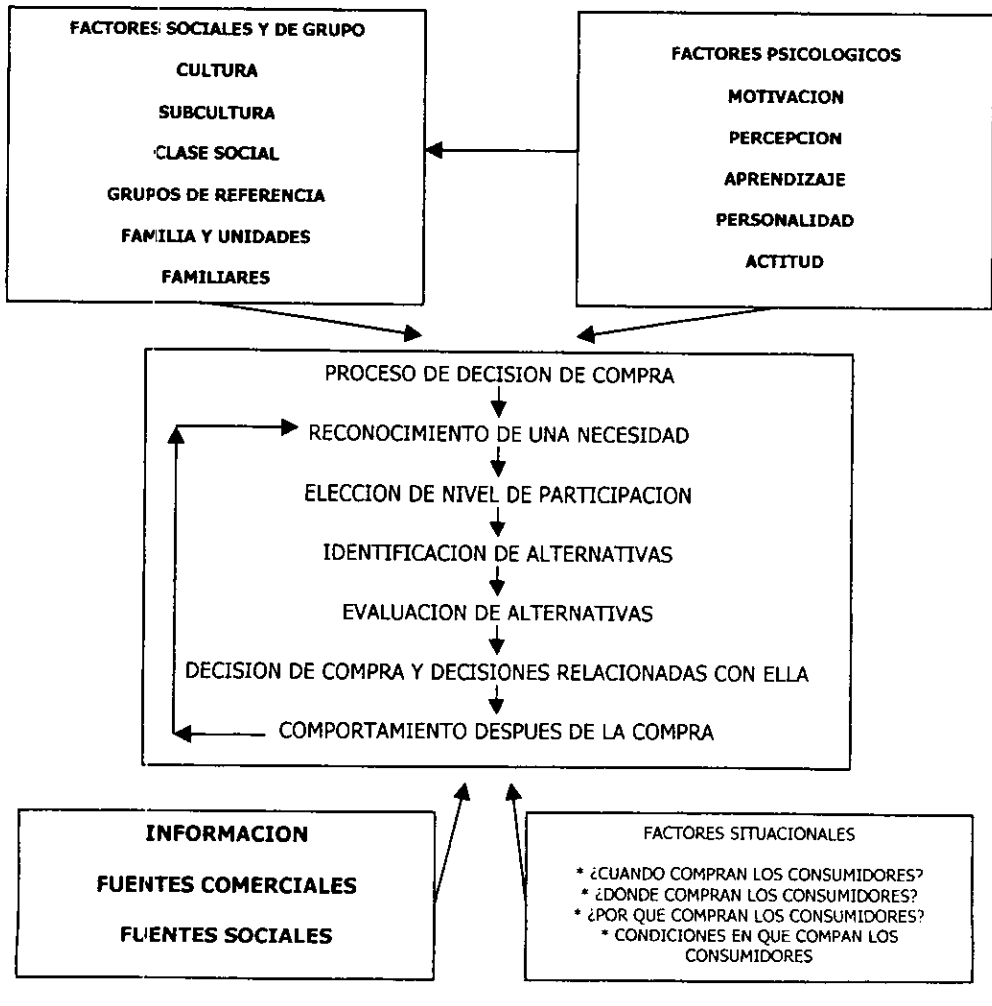 FACTORES SOCIALES Y DE GRUPO
CULTURA
SUBCULTURA
CLASE SOCIAL
GRUPOS DE REFERENCIA
FAMILIA Y UNIDADES
FAMILIARES
FACTORES PSICOLOGICOS
MOTIVACION
PERCEPCION
APRENDIZAJE
PERSONALIDAD
ACTITUD
PROCESO DE DECISION DE COMPRA
RECONOCIMIENTO DE UNA NECESIDAD
ELECCION DE NIVEL DE PARTICIPACION
IDENTIFICACION DE ALTERNATIVAS
EVALUACION DE ALTERNATIVAS
DECISION DE COMPRA Y DECISIONES RELACIONADAS CON ELLA
COMPORTAMIENTO DESPUES DE LA COMPRA
INFORMACION
FUENTES COMERCIALES
FUENTES SOCIALES
FACTORES SITUACIONALES
* ¿CUANDO COMPRAN LOS CONSUMIDORES?
* ¿DONDE COMPRAN LOS CONSUMIDORES?
* ¿POR QUE COMPRAN LOS CONSUMIDORES?
* CONDICIONES EN QUE COMPAN LOS
CONSUMIDORES